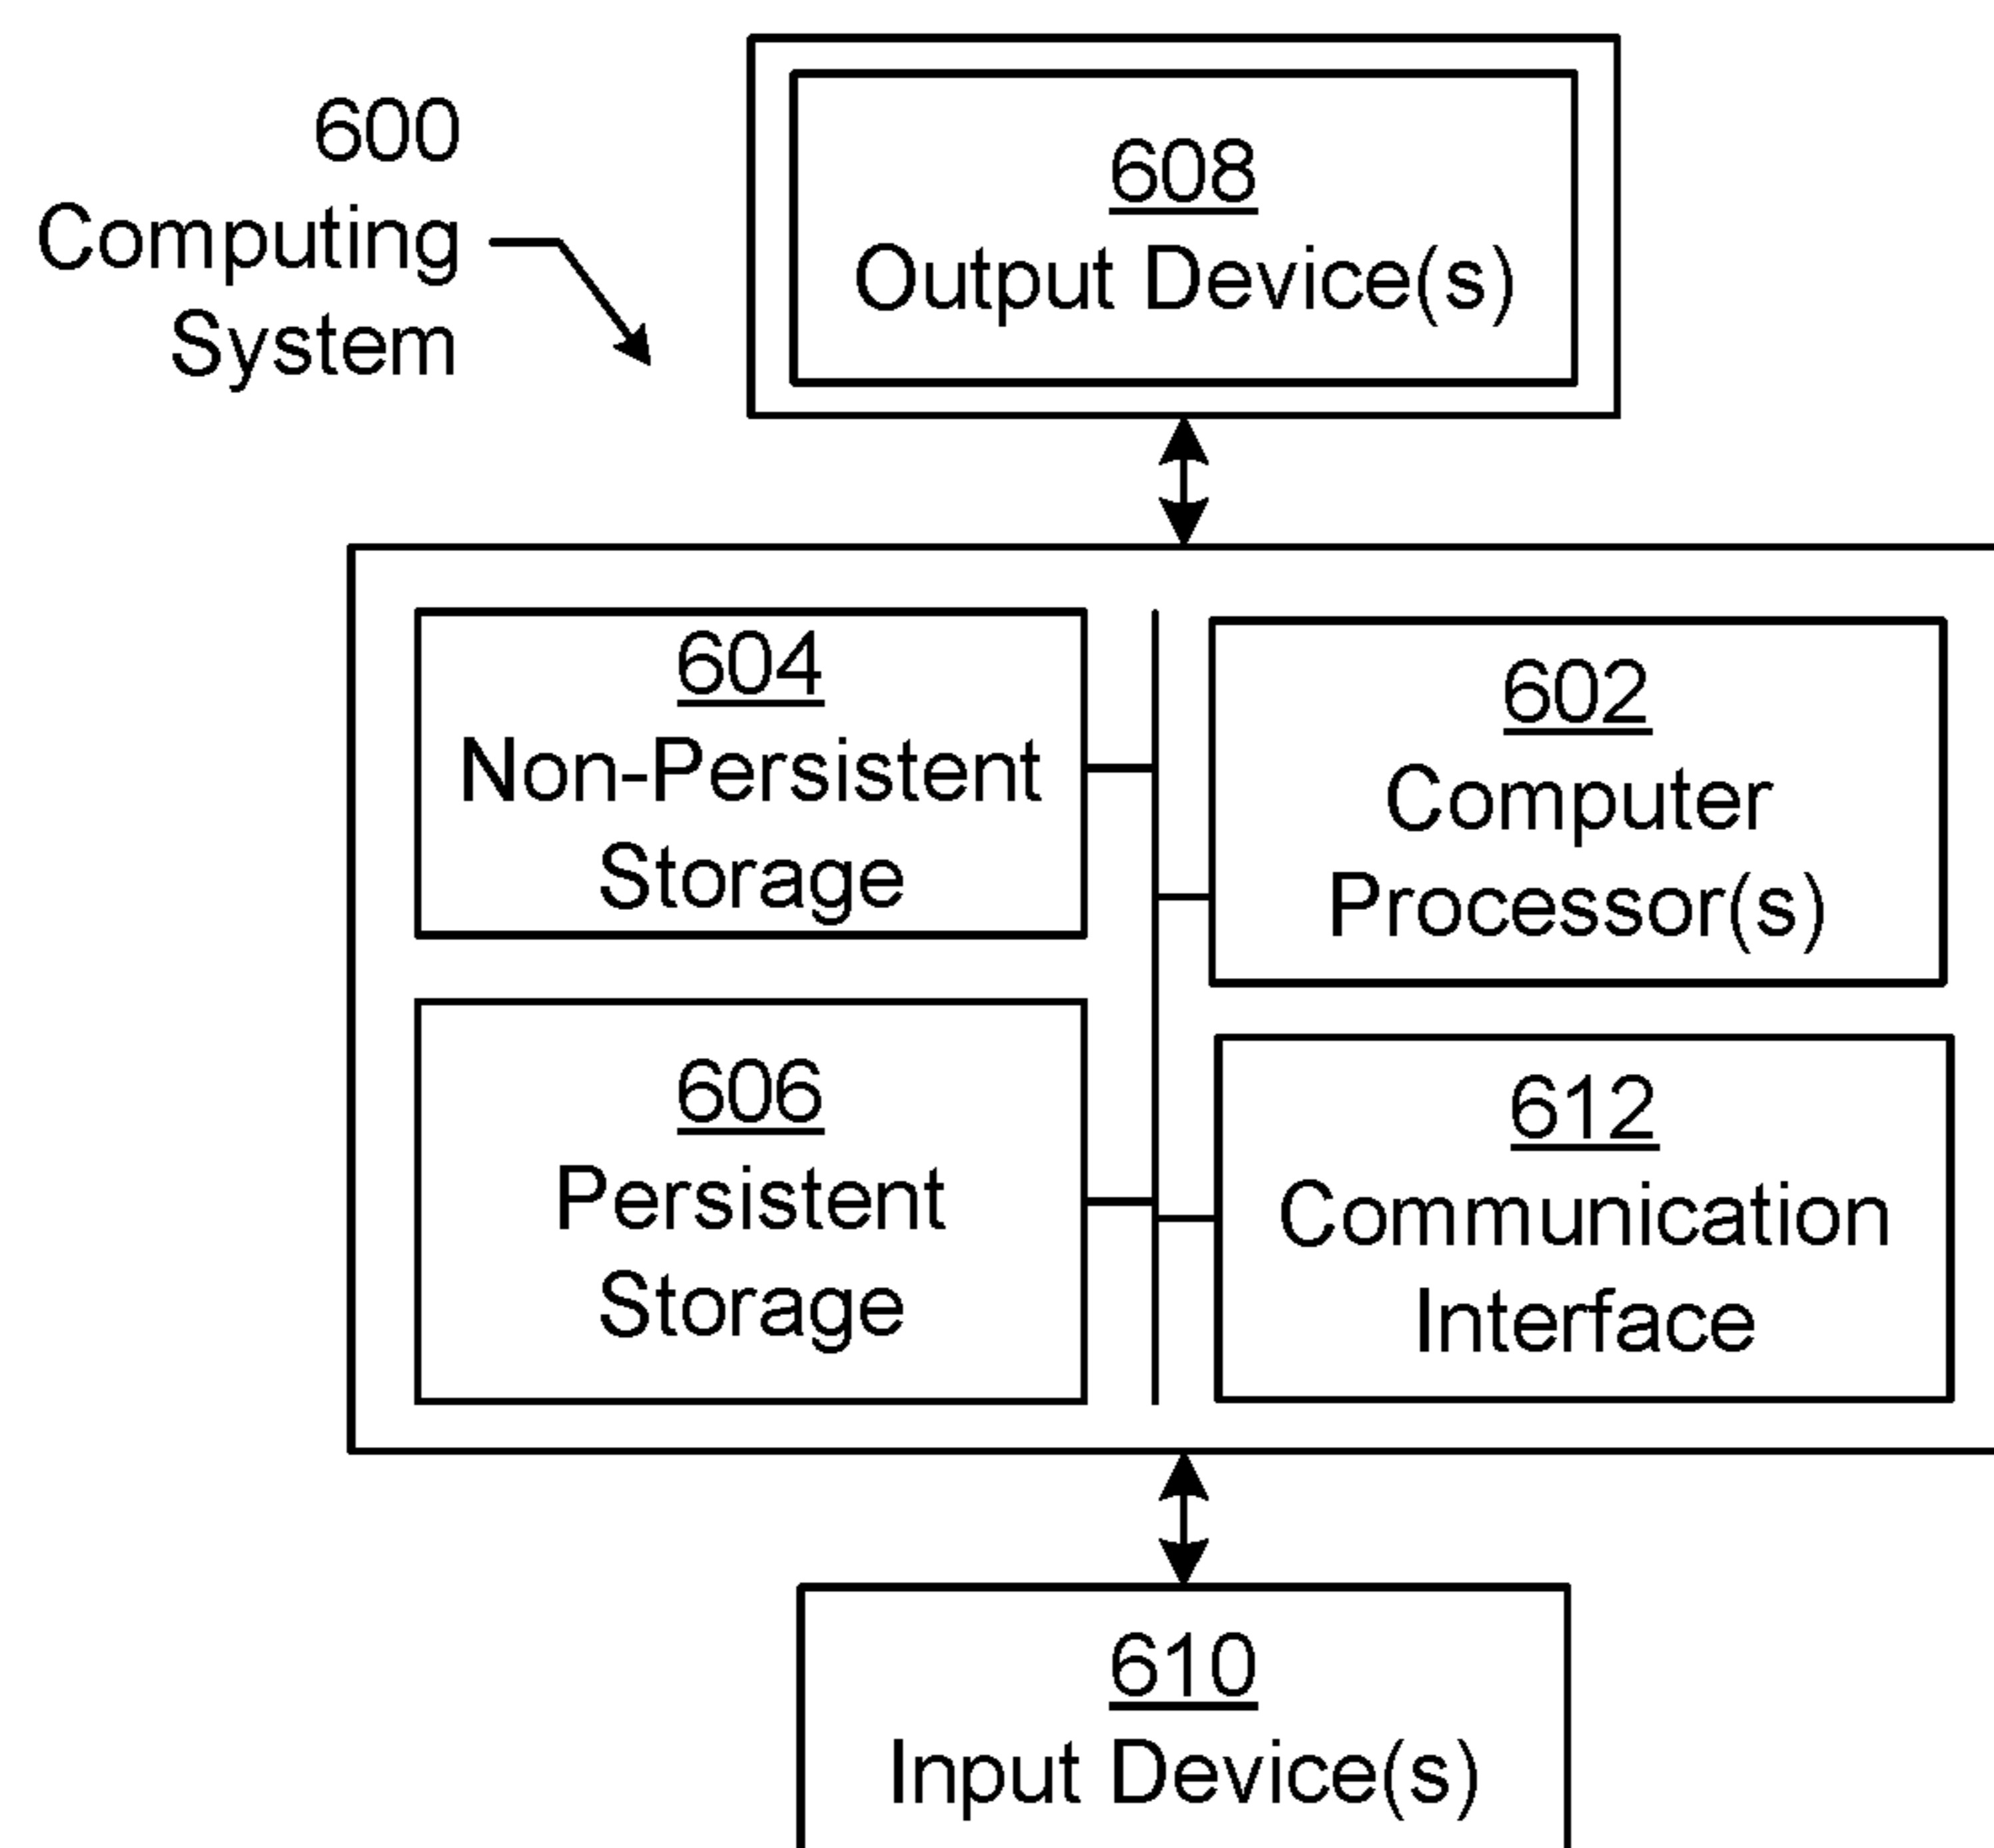 600
Computing
System
608
Output Device(s)
604
Non-Persistent
Storage
602
Computer
Processor(s)
606
Persistent
Storage
612
Communication
Interface
610
Input Device(s)